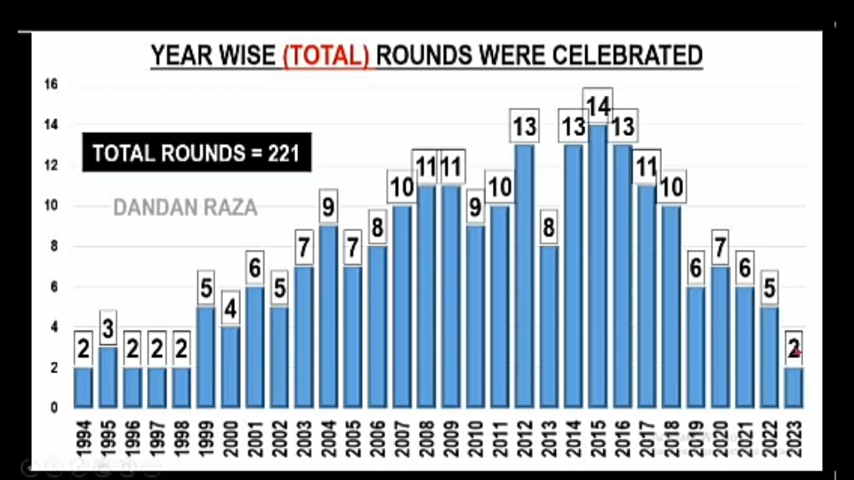 YEAR WISE (TOTAL) ROUNDS WERE CELEBRATED
16
14
12
10
8
6
4
2
0
TOTAL ROUNDS = 221
DANDAN RAZA
2 3 2 2 2 5 4 6 5 7 9 7 8 10 11 11 9 10 13 8 13 14 13 11 10 6 7 6 5 2
1994 1995 1996 1997 1998 1999 2000 2001 2002 2003 2004 2005 2006 2007 2008 2009 2010 2011 2012 2013 2014 2015 2016 2017 2018 2019 2020 2021 2022 2023